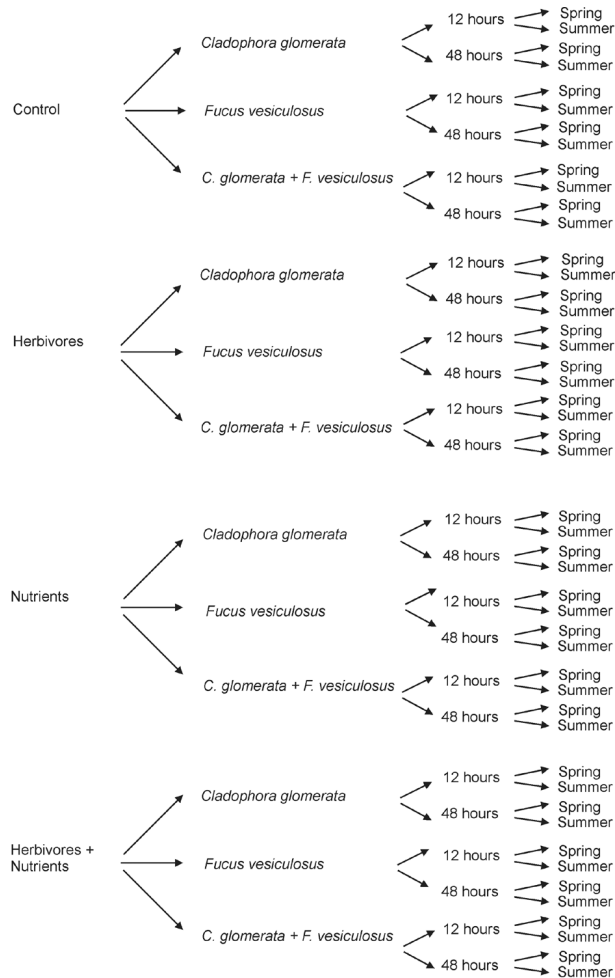 Control
Cladophora glomerata
12 hours
Spring
Summer
48 hours
Spring
Summer
Fucus vesiculosus
12 hours
Spring
Summer
48 hours
Spring
Summer
C. glomerata + F. vesiculosus
12 hours
Spring
Summer
48 hours
Spring
Summer
Herbivores
Cladophora glomerata
12 hours
Spring
Summer
48 hours
Spring
Summer
Fucus vesiculosus
12 hours
Spring
Summer
48 hours
Spring
Summer
C. glomerata + F. vesiculosus
12 hours
Spring
Summer
48 hours
Spring
Summer
Nutrients
Cladophora glomerata
12 hours
Spring
Summer
48 hours
Spring
Summer
Fucus vesiculosus
12 hours
Spring
Summer
48 hours
Spring
Summer
C. glomerata + F. vesiculosus
12 hours
Spring
Summer
48 hours
Spring
Summer
Herbivores +
Nutrients
Cladophora glomerata
12 hours
Spring
Summer
48 hours
Spring
Summer
Fucus vesiculosus
12 hours
Spring
Summer
48 hours
Spring
Summer
C. glomerata + F. vesiculosus
12 hours
Spring
Summer
48 hours
Spring
Summer